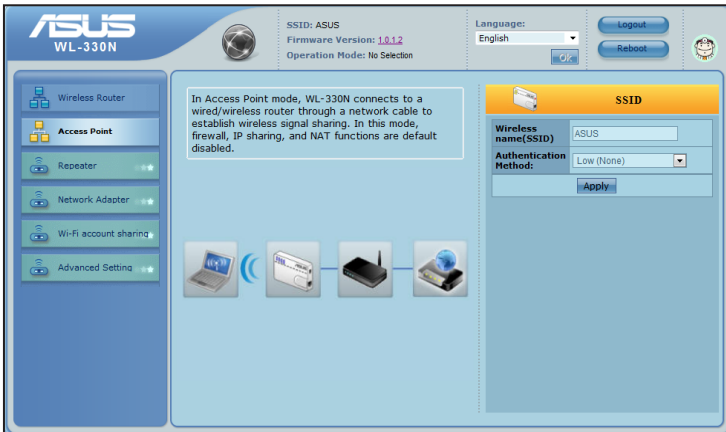 ASUS
WL-330N
SSID: ASUS
Firmware Version: 1.0.1.2
Operation Mode: No Selection
Language:
English
Ok
Logout
Reboot
Wireless Router
Access Point
Repeater
Network Adapter
Wi-Fi account sharing
Advanced Setting
In Access Point mode, WL-330N connects to a
wired/wireless router through a network cable to
establish wireless signal sharing. In this mode,
firewall, IP sharing, and NAT functions are default
disabled.
SSID
Wireless
name(SSID)
ASUS
Authentication
Method:
Low (None)
Apply